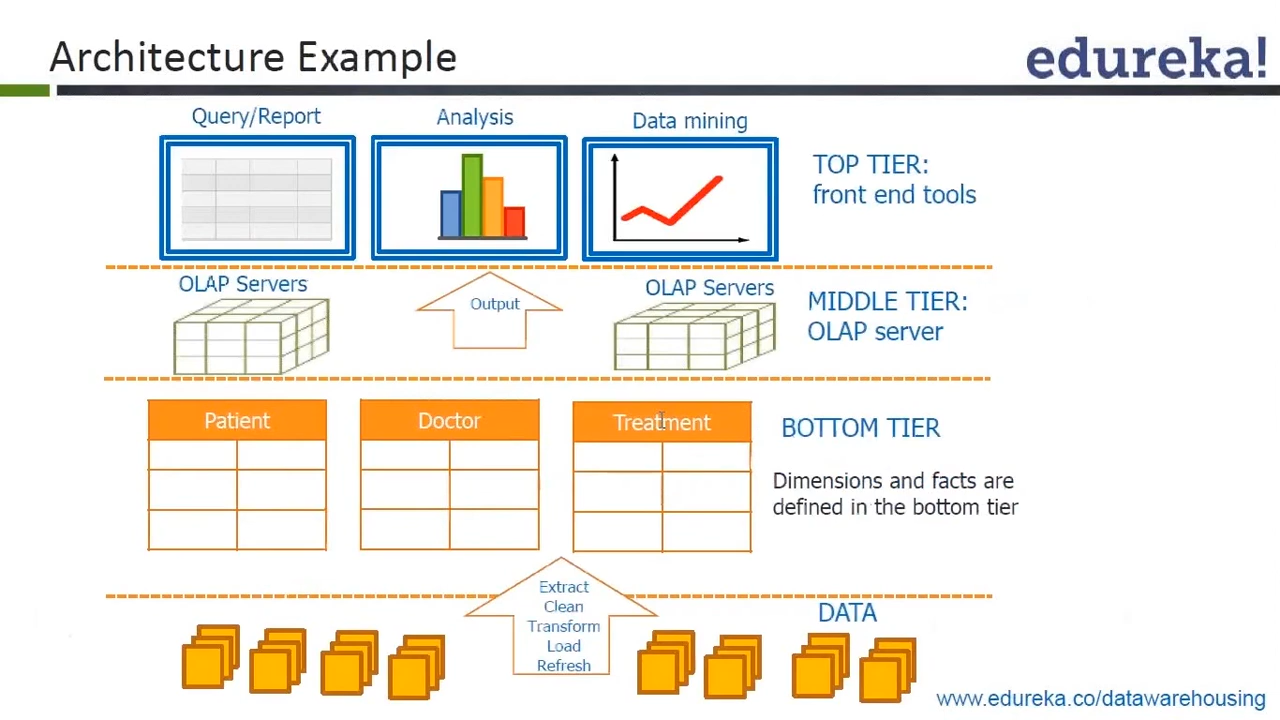 Architecture Example
edureka!
Query/Report
Analysis
Data mining
TOP TIER:
front end tools
OLAP Servers
Output
OLAP Servers
MIDDLE TIER:
OLAP server
Patient
Doctor
Treatment
BOTTOM TIER
Dimensions and facts are
defined in the bottom tier
Extract
Clean
Transform
Load
Refresh
DATA
www.edureka.co/datawarehousing